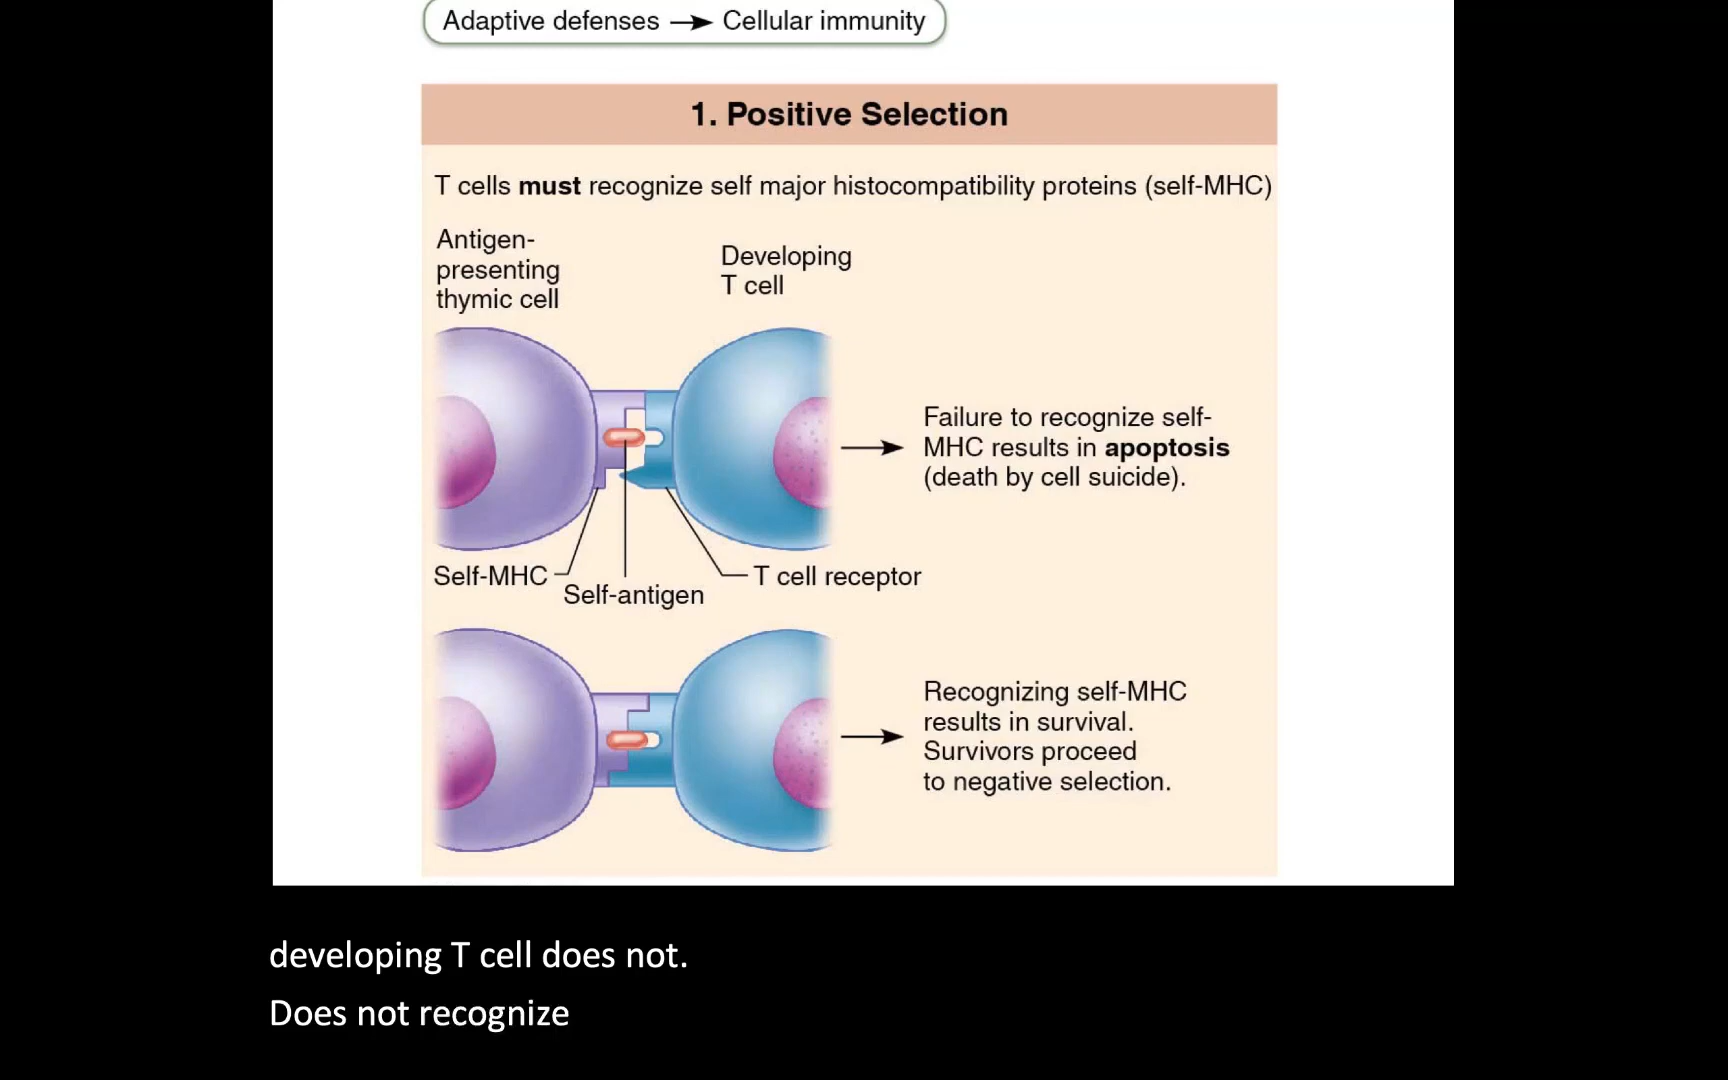 Adaptive defenses → Cellular immunity
1. Positive Selection
T cells must recognize self major histocompatibility proteins (self-MHC)
Antigen-
presenting
thymic cell
Developing
T cell
Failure to recognize self-
MHC results in apoptosis
(death by cell suicide).
Self-MHC
Self-antigen
T cell receptor
Recognizing self-MHC
results in survival.
Survivors proceed
to negative selection.
developing T cell does not.
Does not recognize